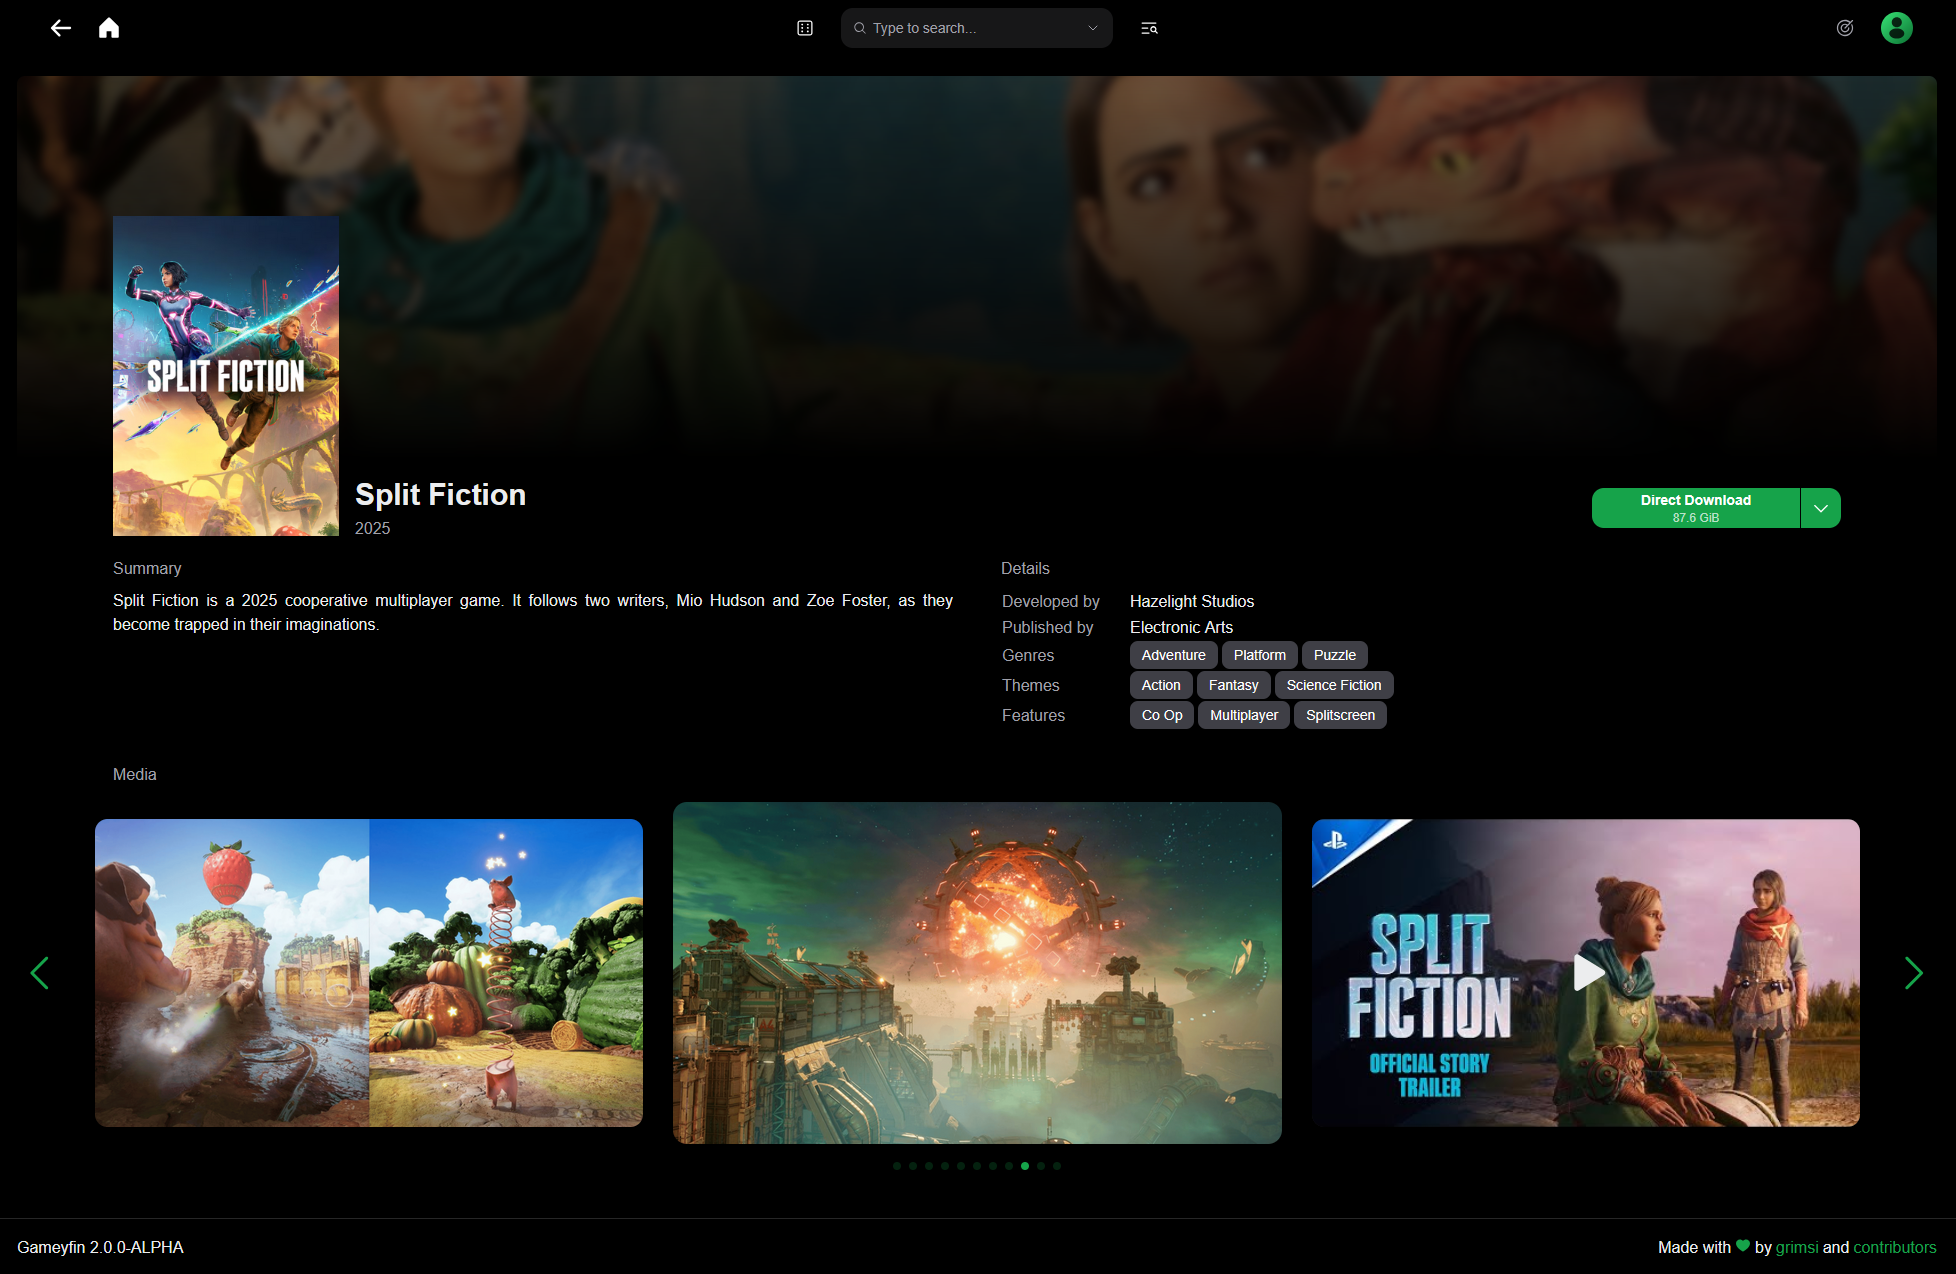 Type to search...
SPLIT FICTION
Split Fiction
2025
Direct Download
87.6 GiB
Summary
Split Fiction is a 2025 cooperative multiplayer game. It follows two writers, Mio Hudson and Zoe Foster, as they
become trapped in their imaginations.
Details
Developed by Hazelight Studios
Published by Electronic Arts
Genres Adventure Platform Puzzle
Themes Action Fantasy Science Fiction
Features Co Op Multiplayer Splitscreen
Media
SPLIT
FICTION™
OFFICIAL STORY
TRAILER
Gameyfin 2.0.0-ALPHA
Made with by grimsi and contributors